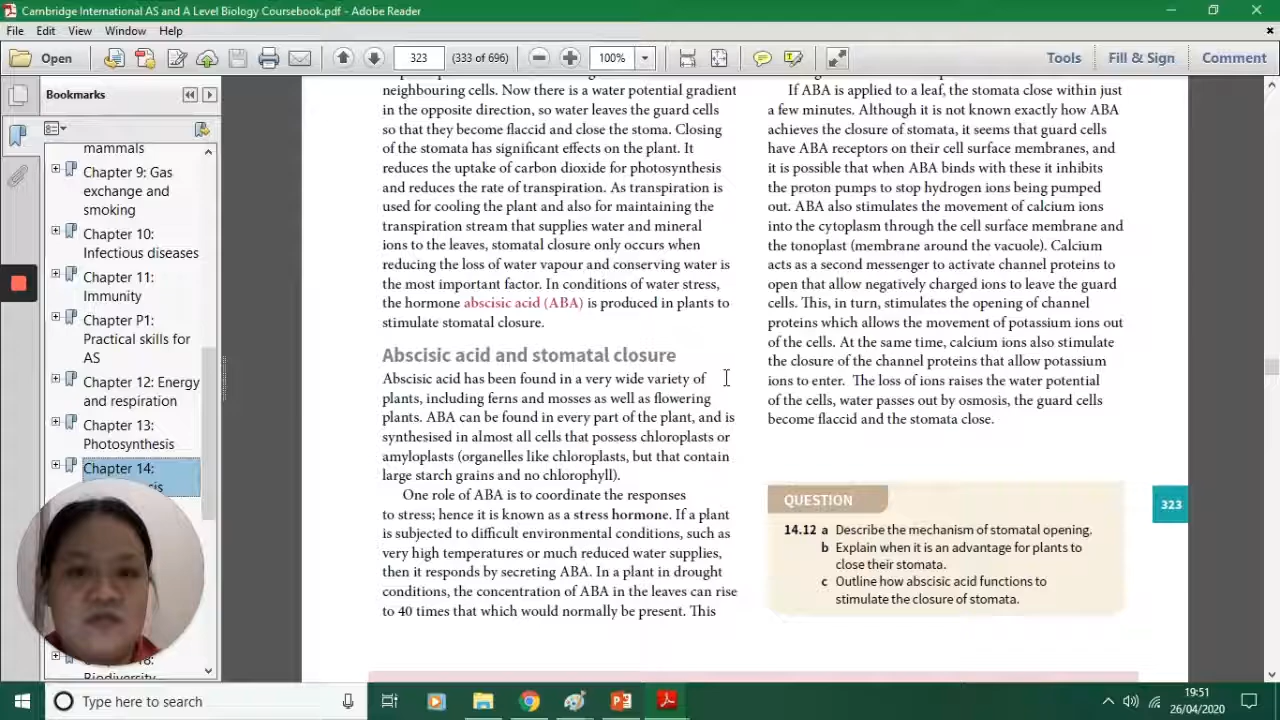 Cambridge International AS and A Level Biology Coursebook.pdf - Adobe Reader
File Edit View Window Help
Open
323
(333 of 696)
100%
Tools
Fill & Sign
Comment
Bookmarks
mammals
Chapter 9: Gas
exchange and
smoking
Chapter 10:
Infectious diseases
Chapter 11:
Immunity
Chapter P1:
Practical skills for
AS
Chapter 12: Energy
and respiration
Chapter 13:
Photosynthesis
Chapter 14:
Biodiversity
neighbouring cells. Now there is a water potential gradient
in the opposite direction, so water leaves the guard cells
so that they become flaccid and close the stoma. Closing
of the stomata has significant effects on the plant. It
reduces the uptake of carbon dioxide for photosynthesis
and reduces the rate of transpiration. As transpiration is
used for cooling the plant and also for maintaining the
transpiration stream that supplies water and mineral
ions to the leaves, stomatal closure only occurs when
reducing the loss of water vapour and conserving water is
the most important factor. In conditions of water stress,
the hormone abscisic acid (ABA) is produced in plants to
stimulate stomatal closure.
Abscisic acid and stomatal closure
Abscisic acid has been found in a very wide variety of
plants, including ferns and mosses as well as flowering
plants. ABA can be found in every part of the plant, and is
synthesised in almost all cells that possess chloroplasts or
amyloplasts (organelles like chloroplasts, but that contain
large starch grains and no chlorophyll).
One role of ABA is to coordinate the responses
to stress; hence it is known as a stress hormone. If a plant
is subjected to difficult environmental conditions, such as
very high temperatures or much reduced water supplies,
then it responds by secreting ABA. In a plant in drought
conditions, the concentration of ABA in the leaves can rise
to 40 times that which would normally be present. This
If ABA is applied to a leaf, the stomata close within just
a few minutes. Although it is not known exactly how ABA
achieves the closure of stomata, it seems that guard cells
have ABA receptors on their cell surface membranes, and
it is possible that when ABA binds with these it inhibits
the proton pumps to stop hydrogen ions being pumped
out. ABA also stimulates the movement of calcium ions
into the cytoplasm through the cell surface membrane and
the tonoplast (membrane around the vacuole). Calcium
acts as a second messenger to activate channel proteins to
open that allow negatively charged ions to leave the guard
cells. This, in turn, stimulates the opening of channel
proteins which allows the movement of potassium ions out
of the cells. At the same time, calcium ions also stimulate
the closure of the channel proteins that allow potassium
ions to enter. The loss of ions raises the water potential
of the cells, water passes out by osmosis, the guard cells
become flaccid and the stomata close.
QUESTION
14.12 a Describe the mechanism of stomatal opening.
b Explain when it is an advantage for plants to
close their stomata.
c Outline how abscisic acid functions to
stimulate the closure of stomata.
323
Type here to search
19:51
26/04/2020